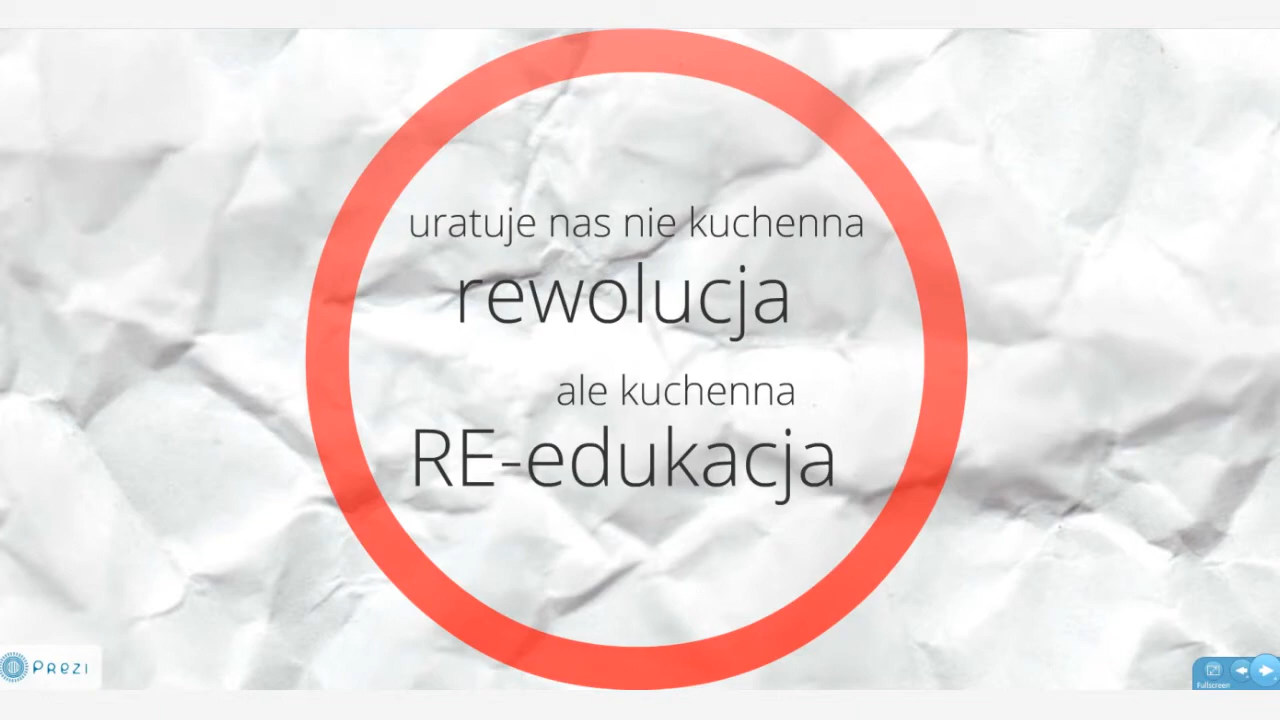 uratuje nas nie kuchenna
rewolucja
ale kuchenna
RE-edukacja
Prezi
Fullscreen